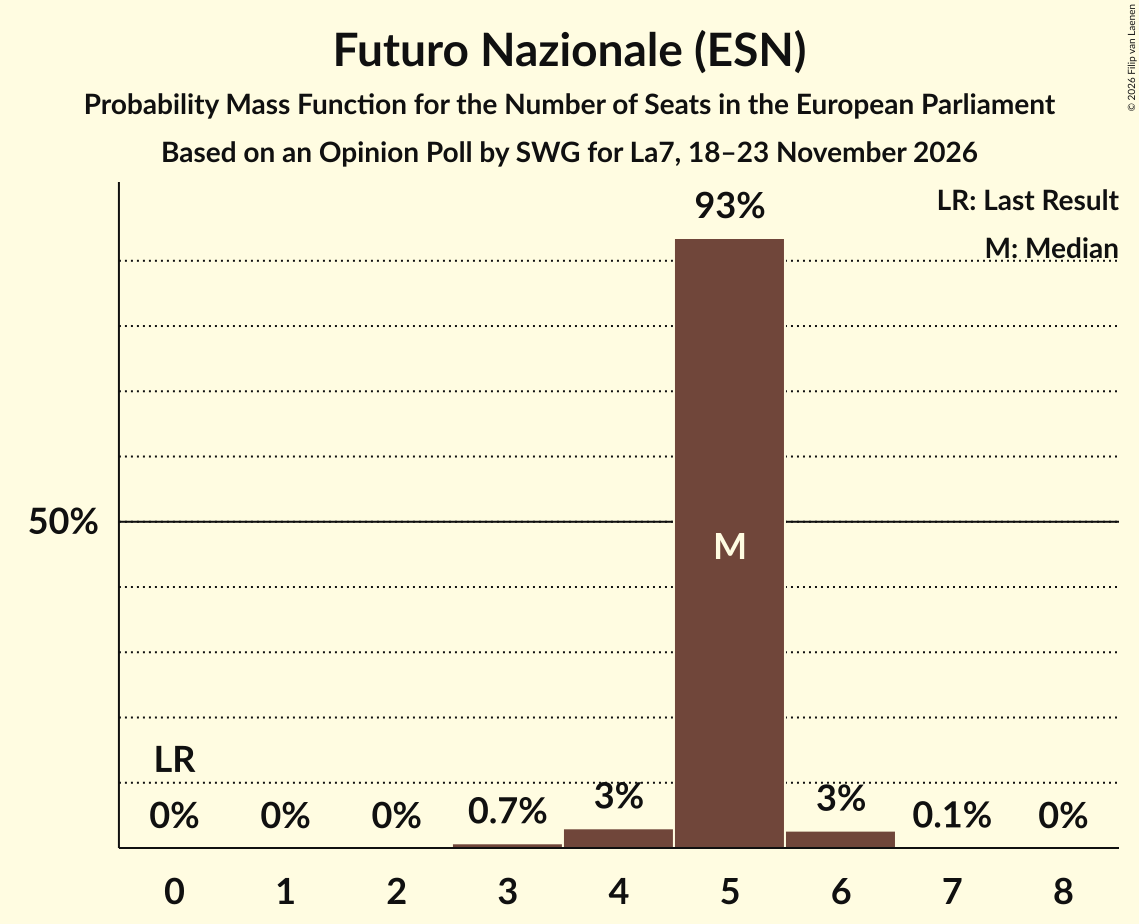 Futuro Nazionale (ESN)
Probability Mass Function for the Number of Seats in the European Parliament
Based on an Opinion Poll by SWG for La7, 18–23 November 2026
© 2026 Filip van Laenen
LR: Last Result
M: Median
93%
50%
M
LR
0%
0%
0%
0.7%
3%
3%
0.1%
0%
0
1
2
3
4
5
6
7
8